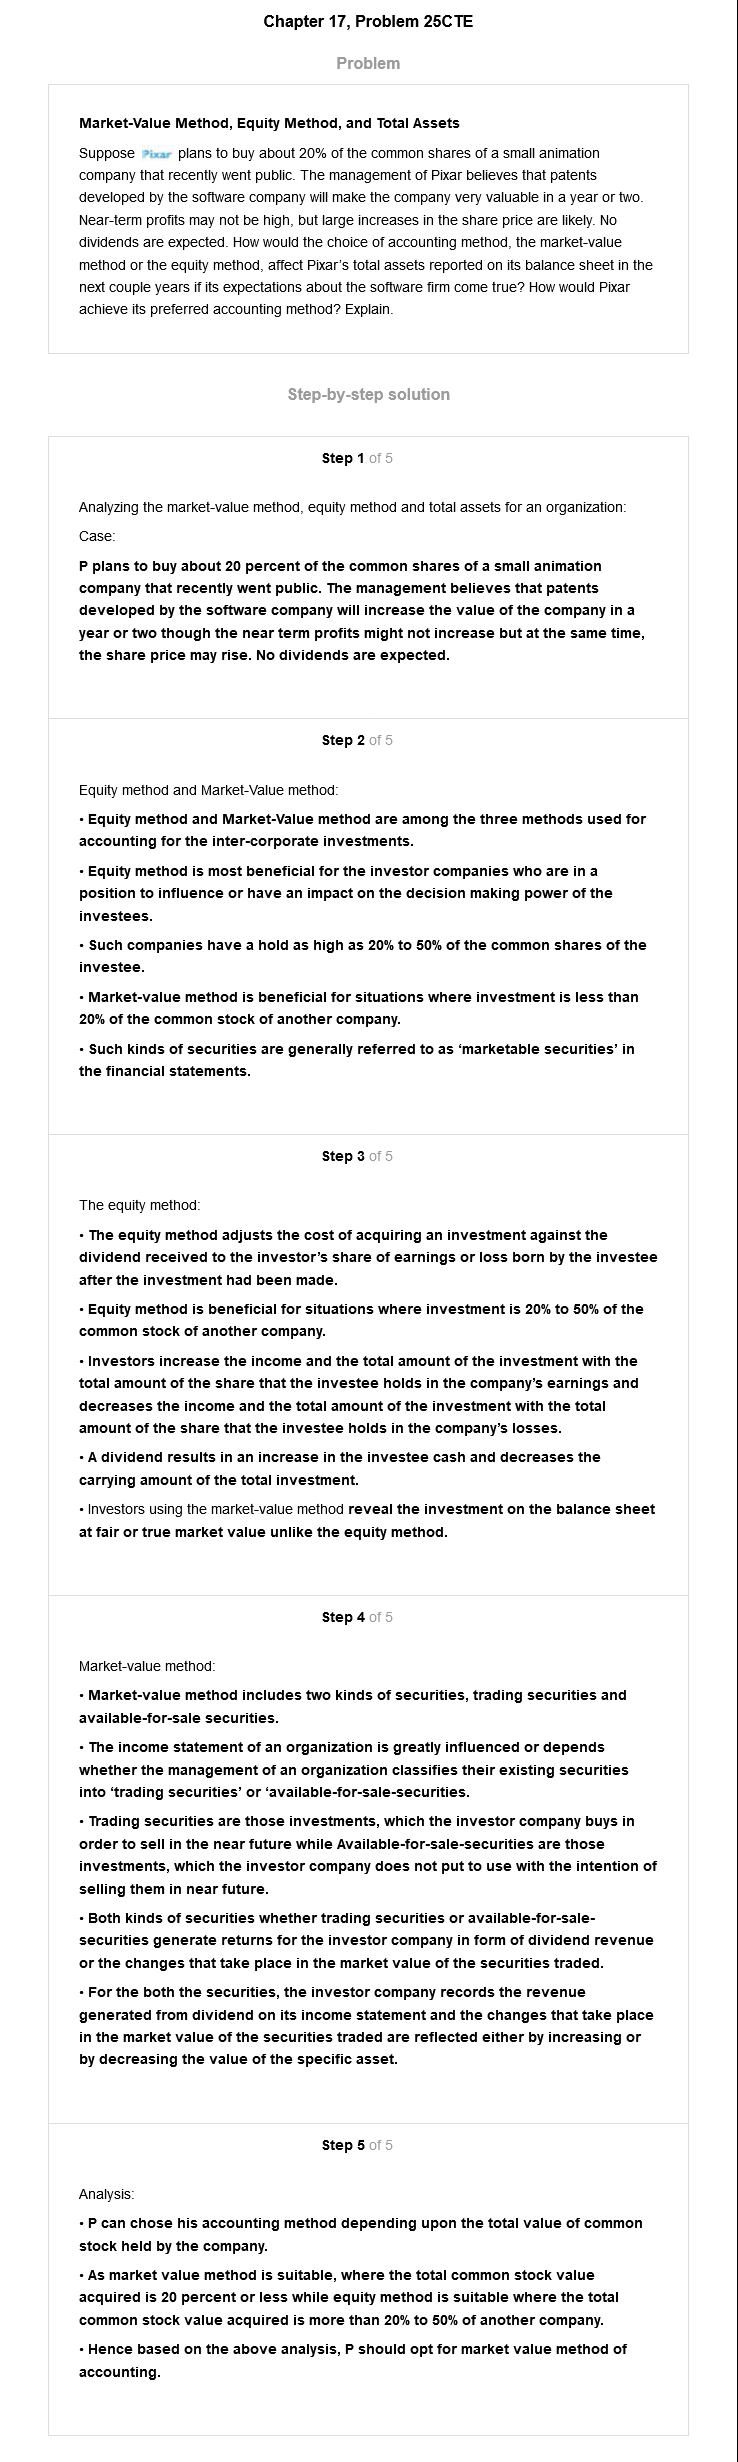 Chapter 17, Problem 25CTE
Problem
Market-Value Method, Equity Method, and Total Assets
Suppose Pixar plans to buy about 20% of the common shares of a small animation
company that recently went public. The management of Pixar believes that patents
developed by the software company will make the company very valuable in a year or two.
Near-term profits may not be high, but large increases in the share price are likely. No
dividends are expected. How would the choice of accounting method, the market-value
method or the equity method, affect Pixar's total assets reported on its balance sheet in the
next couple years if its expectations about the software firm come true? How would Pixar
achieve its preferred accounting method? Explain.
Step-by-step solution
Step 1 of 5
Analyzing the market-value method, equity method and total assets for an organization:
Case:
P plans to buy about 20 percent of the common shares of a small animation
company that recently went public. The management believes that patents
developed by the software company will increase the value of the company in a
year or two though the near term profits might not increase but at the same time,
the share price may rise. No dividends are expected.
Step 2 of 5
Equity method and Market-Value method:
• Equity method and Market-Value method are among the three methods used for
accounting for the inter-corporate investments.
• Equity method is most beneficial for the investor companies who are in a
position to influence or have an impact on the decision making power of the
investees.
• Such companies have a hold as high as 20% to 50% of the common shares of the
investee.
• Market-value method is beneficial for situations where investment is less than
20% of the common stock of another company.
• Such kinds of securities are generally referred to as ‘marketable securities’ in
the financial statements.
Step 3 of 5
The equity method:
• The equity method adjusts the cost of acquiring an investment against the
dividend received to the investor’s share of earnings or loss born by the investee
after the investment had been made.
• Equity method is beneficial for situations where investment is 20% to 50% of the
common stock of another company.
• Investors increase the income and the total amount of the investment with the
total amount of the share that the investee holds in the company’s earnings and
decreases the income and the total amount of the investment with the total
amount of the share that the investee holds in the company’s losses.
• A dividend results in an increase in the investee cash and decreases the
carrying amount of the total investment.
• Investors using the market-value method reveal the investment on the balance sheet
at fair or true market value unlike the equity method.
Step 4 of 5
Market-value method:
• Market-value method includes two kinds of securities, trading securities and
available-for-sale securities.
• The income statement of an organization is greatly influenced or depends
whether the management of an organization classifies their existing securities
into ‘trading securities’ or ‘available-for-sale-securities.
• Trading securities are those investments, which the investor company buys in
order to sell in the near future while Available-for-sale-securities are those
investments, which the investor company does not put to use with the intention of
selling them in near future.
• Both kinds of securities whether trading securities or available-for-sale-
securities generate returns for the investor company in form of dividend revenue
or the changes that take place in the market value of the securities traded.
• For the both the securities, the investor company records the revenue
generated from dividend on its income statement and the changes that take place
in the market value of the securities traded are reflected either by increasing or
by decreasing the value of the specific asset.
Step 5 of 5
Analysis:
• P can chose his accounting method depending upon the total value of common
stock held by the company.
• As market value method is suitable, where the total common stock value
acquired is 20 percent or less while equity method is suitable where the total
common stock value acquired is more than 20% to 50% of another company.
• Hence based on the above analysis, P should opt for market value method of
accounting.